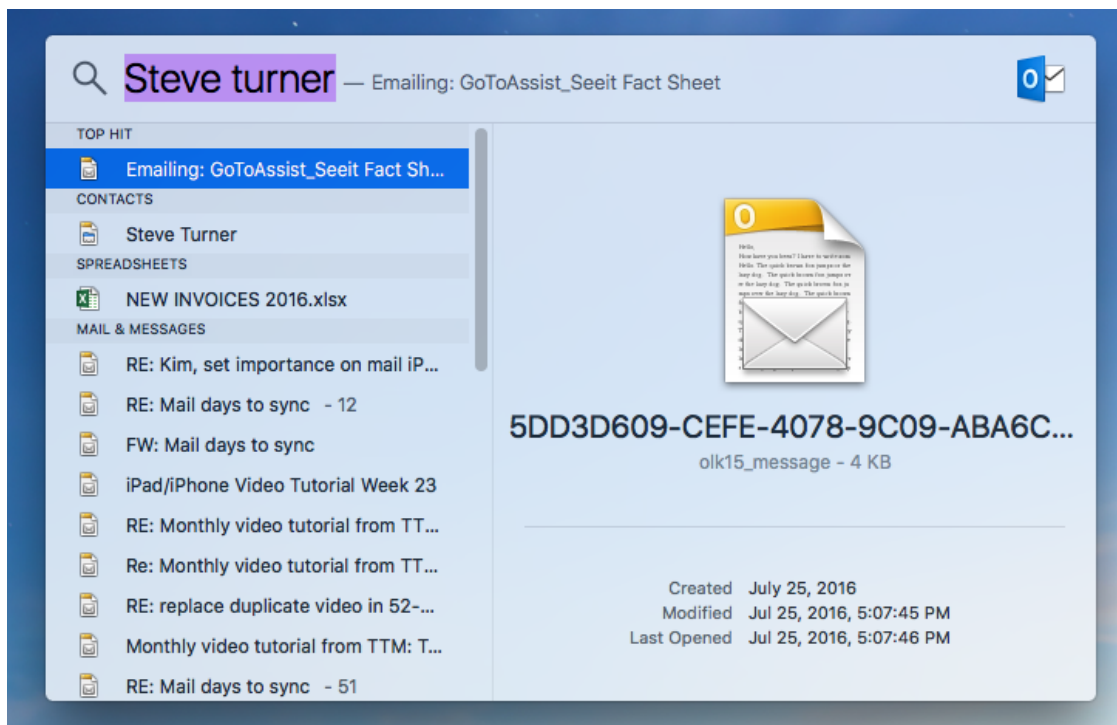 Steve turner — Emailing: GoToAssist_Seeit Fact Sheet
TOP HIT
Emailing: GoToAssist_Seeit Fact Sh...
CONTACTS
Steve Turner
SPREADSHEETS
NEW INVOICES 2016.xlsx
MAIL & MESSAGES
RE: Kim, set importance on mail iP...
RE: Mail days to sync - 12
FW: Mail days to sync
iPad/iPhone Video Tutorial Week 23
RE: Monthly video tutorial from TT...
Re: Monthly video tutorial from TT...
RE: replace duplicate video in 52-...
Monthly video tutorial from TTM: T...
RE: Mail days to sync - 51
5DD3D609-CEFE-4078-9C09-ABA6C...
olk15_message - 4 KB
Created July 25, 2016
Modified Jul 25, 2016, 5:07:45 PM
Last Opened Jul 25, 2016, 5:07:46 PM